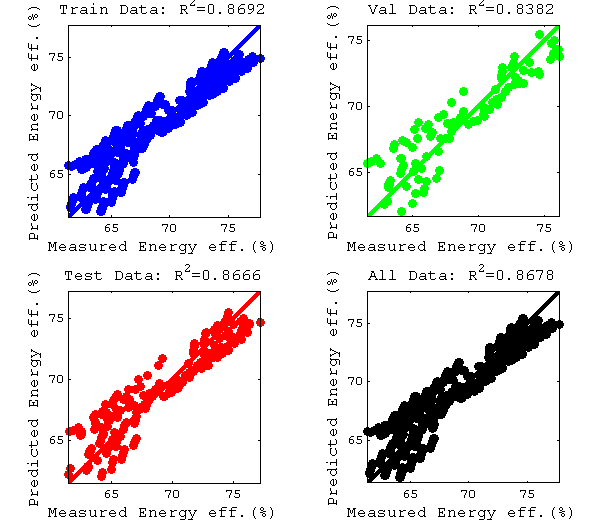 Train Data: R²=0.8692
Predicted Energy eff.(%)
75
70
65
65 70 75
Measured Energy eff.(%)
Val Data: R²=0.8382
Predicted Energy eff.(%)
75
70
65
65 70 75
Measured Energy eff.(%)
Test Data: R²=0.8666
Predicted Energy eff.(%)
75
70
65
65 70 75
Measured Energy eff.(%)
All Data: R²=0.8678
Predicted Energy eff.(%)
75
70
65
65 70 75
Measured Energy eff.(%)